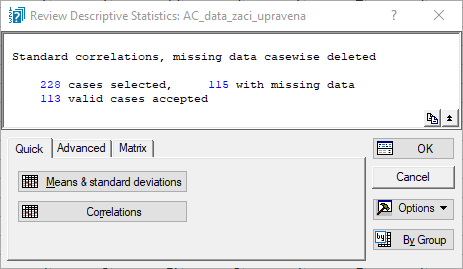 Review Descriptive Statistics: AC_data_zaci_upravena
Standard correlations, missing data casewise deleted
228 cases selected, 115 with missing data
113 valid cases accepted
Quick Advanced Matrix
Means & standard deviations
Correlations
OK
Cancel
Options
By Group